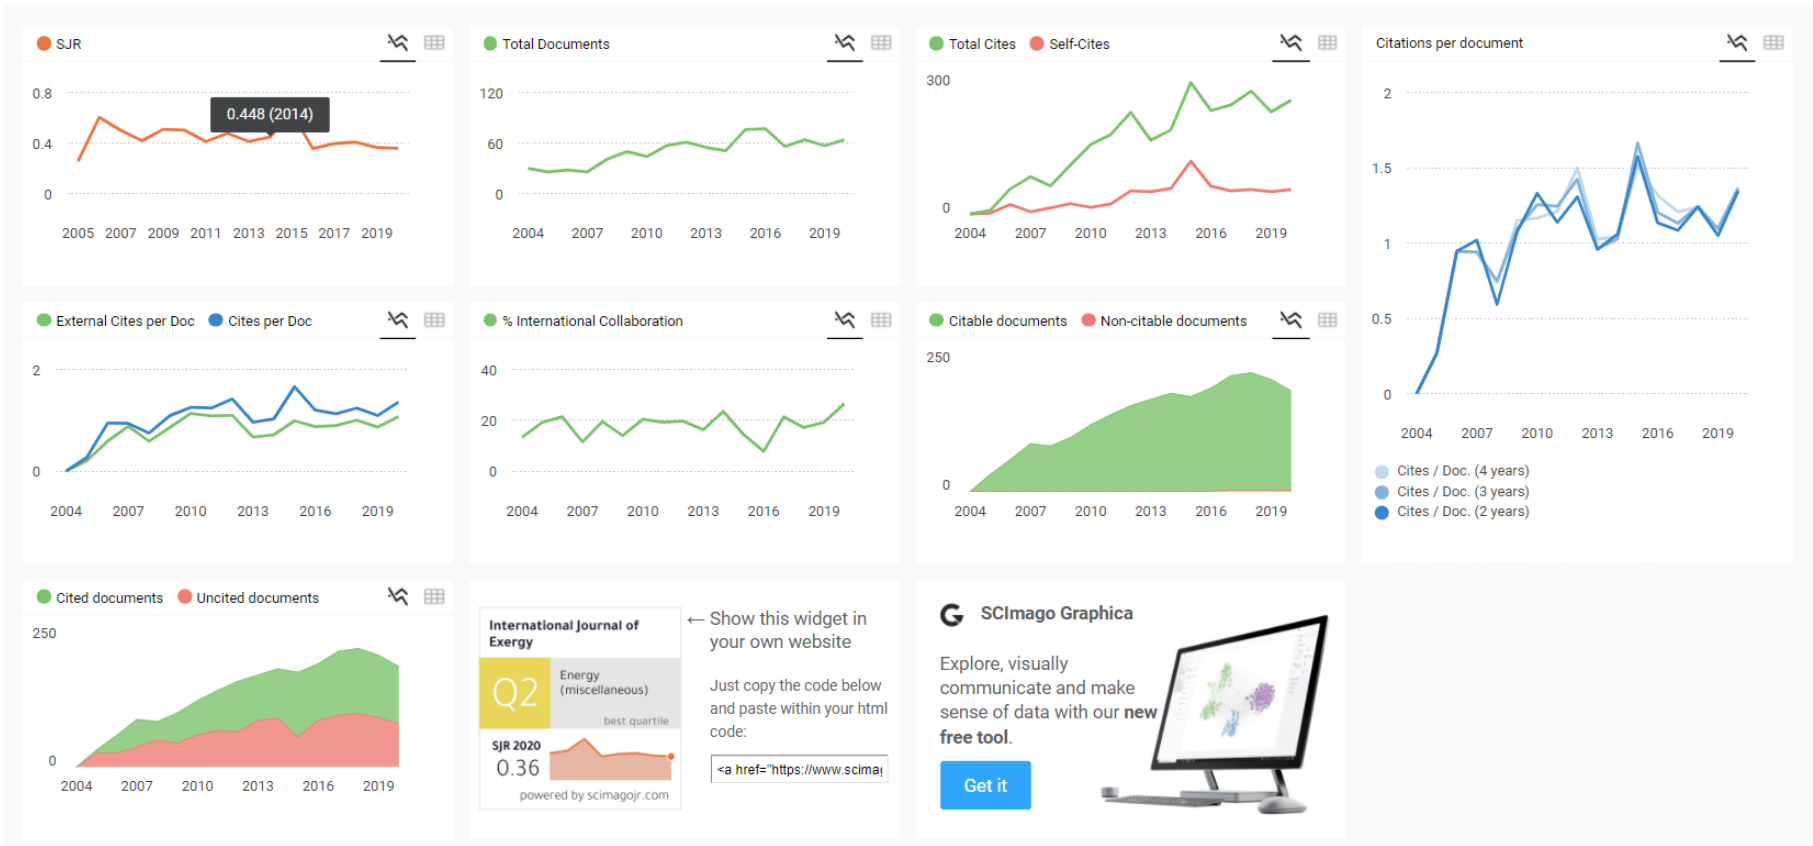 SJR
0.8
0.4
0
0.448 (2014)
2005 2007 2009 2011 2013 2015 2017 2019
Total Documents
120
60
0
2004 2007 2010 2013 2016 2019
Total Cites Self-Cites
300
0
2004 2007 2010 2013 2016 2019
Citations per document
2
1.5
1
0.5
0
2004 2007 2010 2013 2016 2019
Cites / Doc. (4 years)
Cites / Doc. (3 years)
Cites / Doc. (2 years)
External Cites per Doc Cites per Doc
2
0
2004 2007 2010 2013 2016 2019
% International Collaboration
40
20
0
2004 2007 2010 2013 2016 2019
Citable documents Non-citable documents
250
0
2004 2007 2010 2013 2016 2019
Cited documents Uncited documents
250
0
2004 2007 2010 2013 2016 2019
International Journal of
Exergy
Q2
Energy
(miscellaneous)
best quartile
SJR 2020
0.36
powered by scimagojr.com
← Show this widget in
your own website
Just copy the code below
and paste within your html
code:
<a href="https://www.scimag
SCImago Graphica
Explore, visually
communicate and make
sense of data with our new
free tool.
Get it